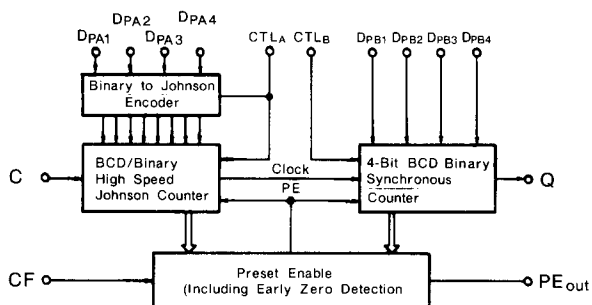 DPA1 DPA2 DPA3 DPA4 CTLA CTLB DPB1 DPB2 DPB3 DPB4
Binary to Johnson
Encoder
BCD/Binary
High Speed
Johnson Counter
Clock
PE
4-Bit BCD Binary
Synchronous
Counter
C
Q
CF
Preset Enable
(Including Early Zero Detection
PEout